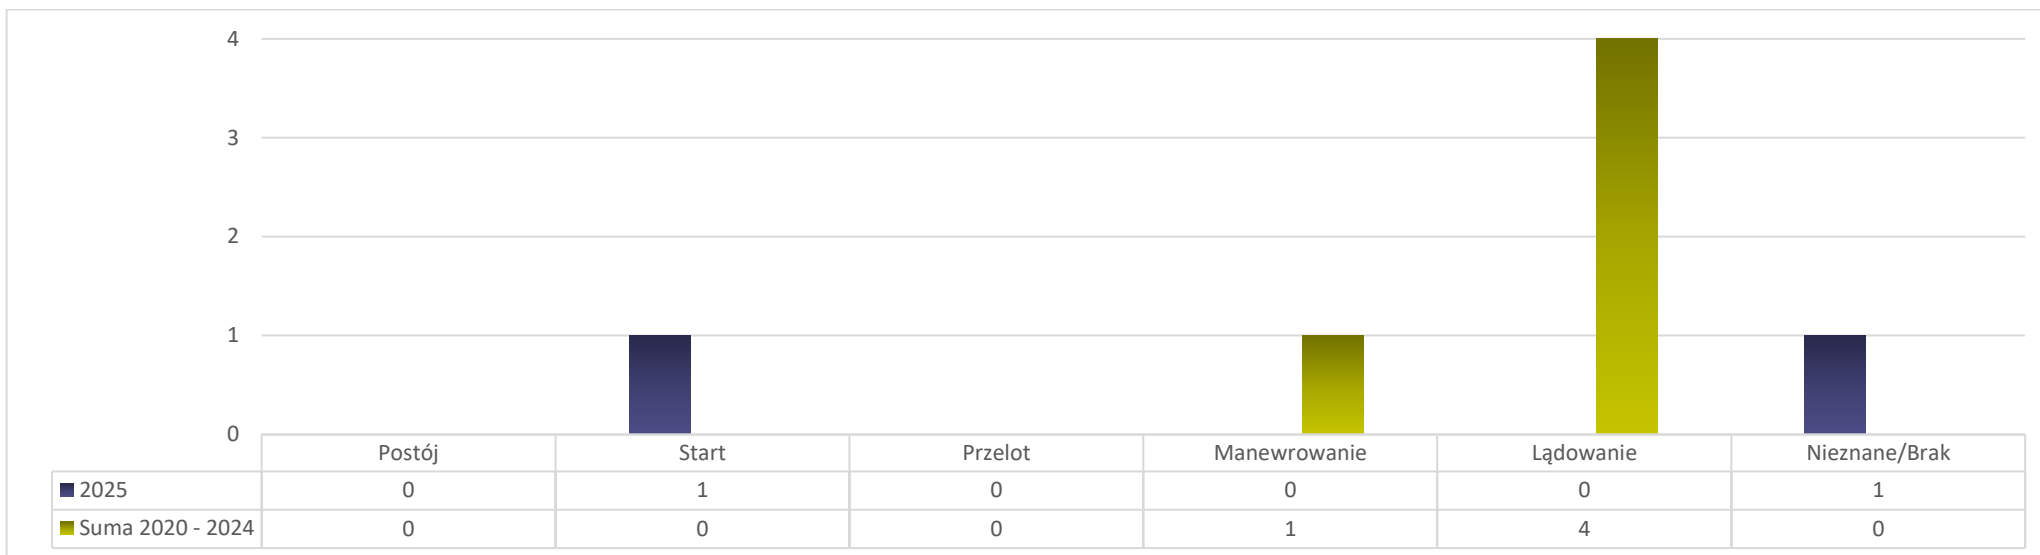 4
3
2
1
0
Postój Start Przelot Manewrowanie Lądowanie Nieznane/Brak
2025 0 1 0 0 0 1
Suma 2020 - 2024 0 0 0 1 4 0